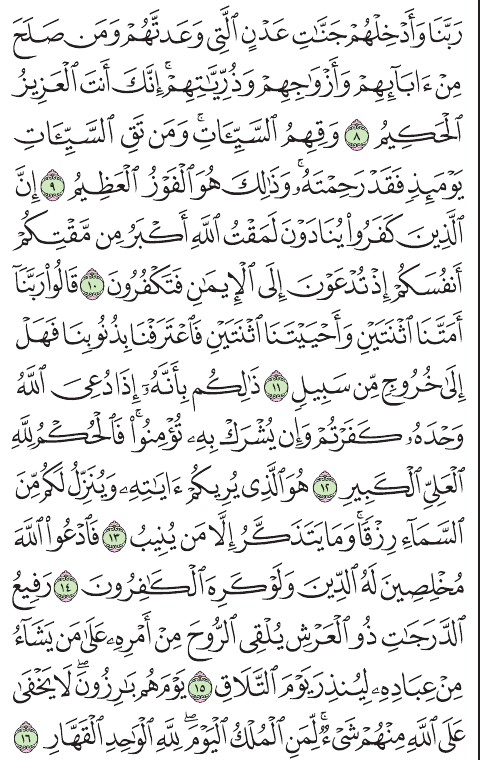 رَبَّنَا وَأَدْخِلْهُمْ جَنَّٰتِ عَدْنٍ ٱلَّتِى وَعَدتَّهُمْ وَمَن صَلَحَ
مِنْ ءَابَآئِهِمْ وَأَزْوَٰجِهِمْ وَذُرِّيَّٰتِهِمْ ۚ إِنَّكَ أَنتَ ٱلْعَزِيزُ
ٱلْحَكِيمُ ٨ وَقِهِمُ ٱلسَّيِّـَٔاتِ ۚ وَمَن تَقِ ٱلسَّيِّـَٔاتِ
يَوْمَئِذٍ فَقَدْ رَحِمْتَهُۥ ۚ وَذَٰلِكَ هُوَ ٱلْفَوْزُ ٱلْعَظِيمُ ٩ إِنَّ
ٱلَّذِينَ كَفَرُوا۟ يُنَادَوْنَ لَمَقْتُ ٱللَّهِ أَكْبَرُ مِن مَّقْتِكُمْ
أَنفُسَكُمْ إِذْ تُدْعَوْنَ إِلَى ٱلْإِيمَٰنِ فَتَكْفُرُونَ ١٠ قَالُوا۟ رَبَّنَآ
أَمَتَّنَا ٱثْنَتَيْنِ وَأَحْيَيْتَنَا ٱثْنَتَيْنِ فَٱعْتَرَفْنَا بِذُنُوبِنَا فَهَلْ
إِلَىٰ خُرُوجٍ مِّن سَبِيلٍ ١١ ذَٰلِكُم بِأَنَّهُۥٓ إِذَا دُعِىَ ٱللَّهُ
وَحْدَهُۥ كَفَرْتُمْ ۖ وَإِن يُشْرَكْ بِهِۦ تُؤْمِنُوا۟ ۚ فَٱلْحُكْمُ لِلَّهِ
ٱلْعَلِىِّ ٱلْكَبِيرِ ١٢ هُوَ ٱلَّذِى يُرِيكُمْ ءَايَٰتِهِۦ وَيُنَزِّلُ لَكُم مِّنَ
ٱلسَّمَآءِ رِزْقًا ۚ وَمَا يَتَذَكَّرُ إِلَّا مَن يُنِيبُ ١٣ فَٱدْعُوا۟ ٱللَّهَ
مُخْلِصِينَ لَهُ ٱلدِّينَ وَلَوْ كَرِهَ ٱلْكَٰفِرُونَ ١٤ رَفِيعُ
ٱلدَّرَجَٰتِ ذُو ٱلْعَرْشِ يُلْقِى ٱلرُّوحَ مِنْ أَمْرِهِۦ عَلَىٰ مَن يَشَآءُ
مِنْ عِبَادِهِۦ لِيُنذِرَ يَوْمَ ٱلتَّلَاقِ ١٥ يَوْمَ هُم بَٰرِزُونَ ۖ لَا يَخْفَىٰ
عَلَى ٱللَّهِ مِنْهُمْ شَىْءٌ ۚ لِّمَنِ ٱلْمُلْكُ ٱلْيَوْمَ ۖ لِلَّهِ ٱلْوَٰحِدِ ٱلْقَهَّارِ ١٦